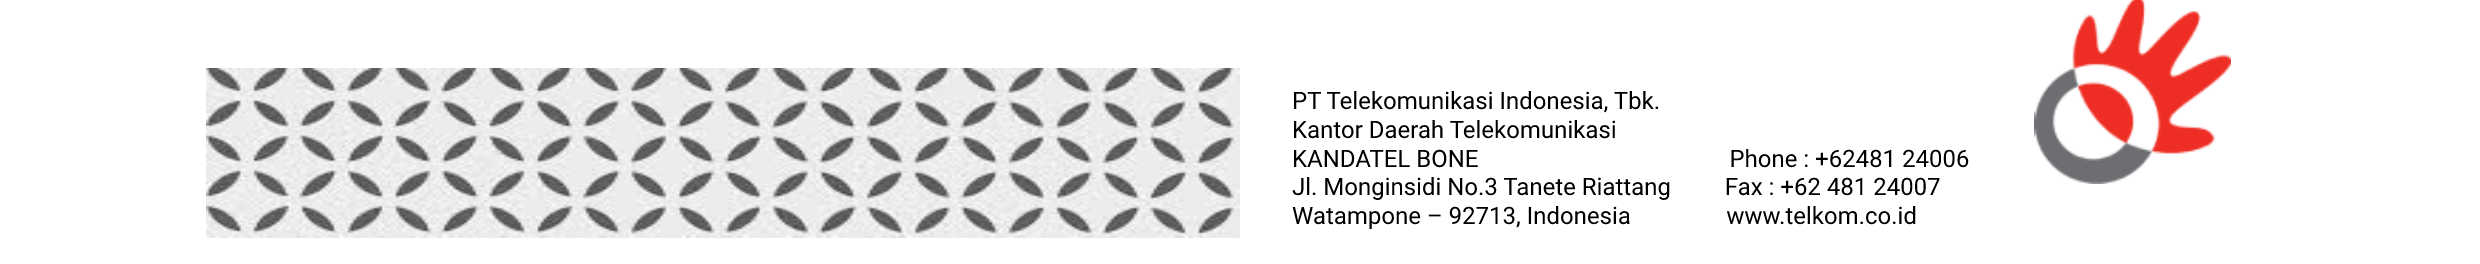 PT Telekomunikasi Indonesia, Tbk.
Kantor Daerah Telekomunikasi
KANDATEL BONE Phone : +62481 24006
Jl. Monginsidi No.3 Tanete Riattang Fax : +62 481 24007
Watampone – 92713, Indonesia www.telkom.co.id